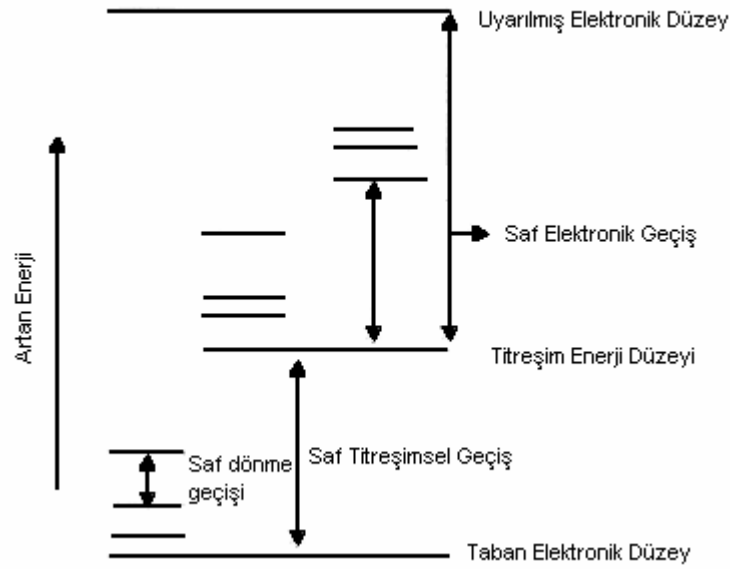 Uyarılmış Elektronik Düzey
Saf Elektronik Geçiş
Artan Enerji
Titreşim Enerji Düzeyi
Saf Titreşimsel Geçiş
Saf dönme
geçişi
Taban Elektronik Düzey